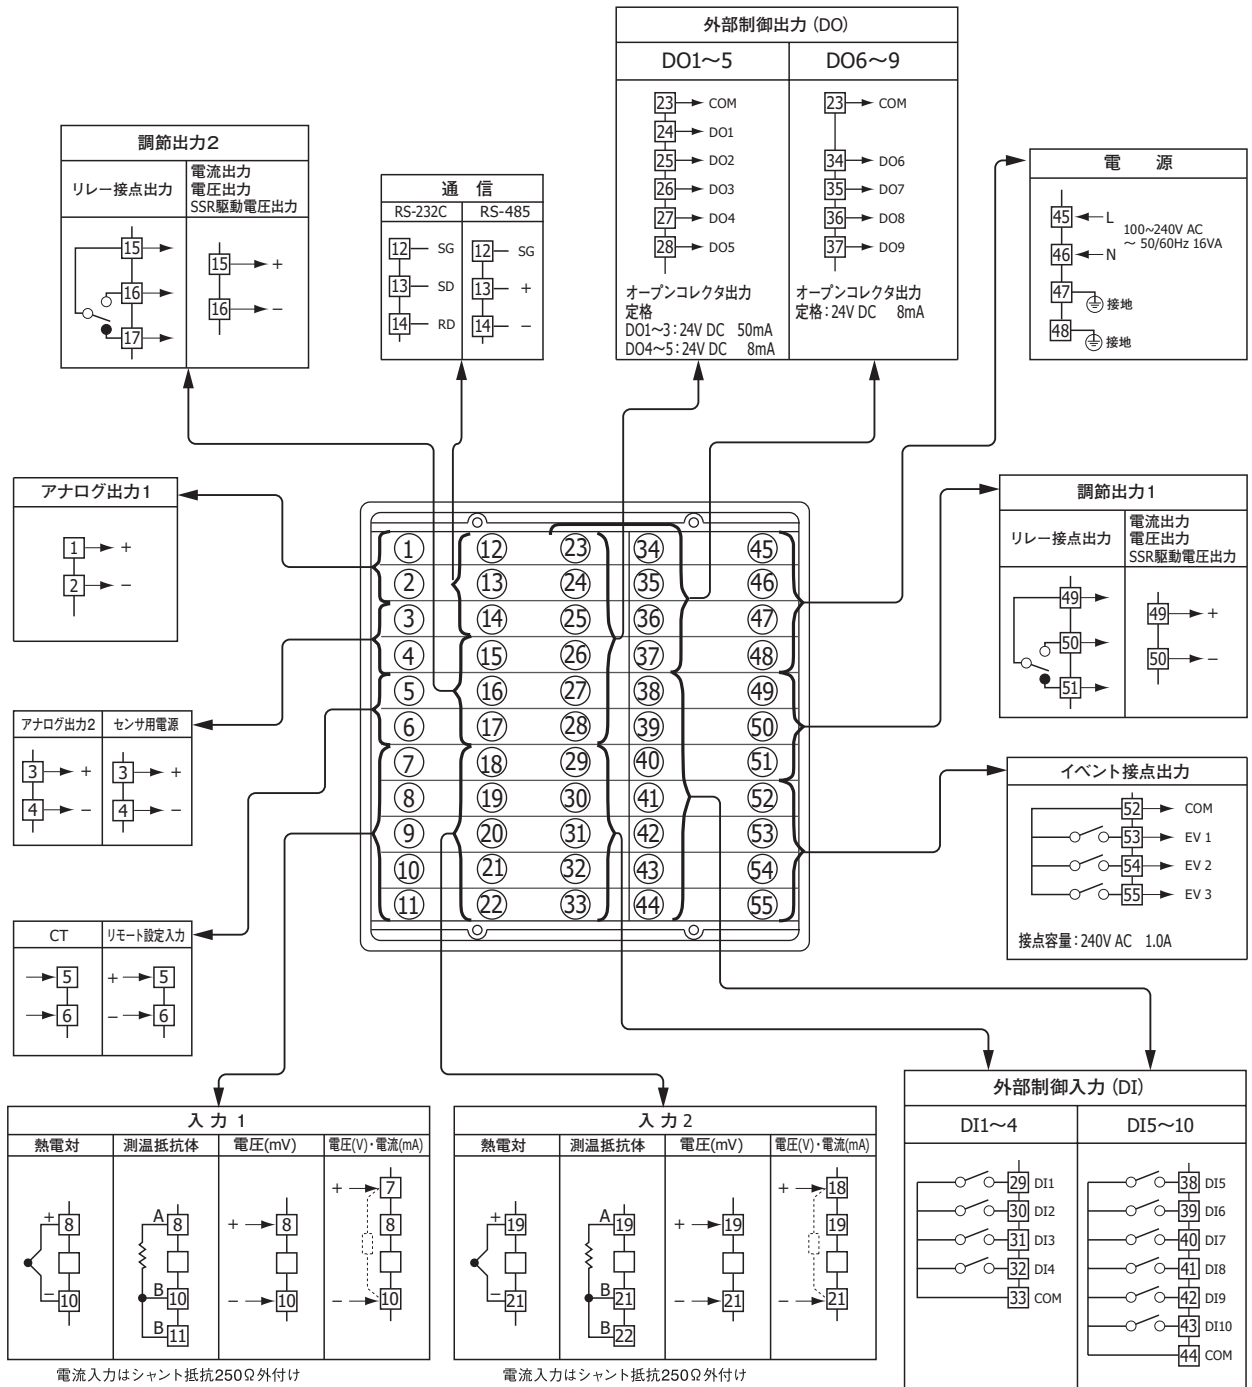 外部制御出力 (DO)
DO1～5 DO6～9
23 COM
24 DO1
25 DO2
26 DO3
27 DO4
28 DO5
オープンコレクタ出力
定格
DO1～3：24V DC 50mA
DO4～5：24V DC 8mA
23 COM
34 DO6
35 DO7
36 DO8
37 DO9
オープンコレクタ出力
定格：24V DC 8mA
調節出力2
リレー接点出力
電流出力
電圧出力
SSR駆動電圧出力
15
16
17
15 +
16 −
通 信
RS-232C RS-485
12 SG
13 SD
14 RD
12 SG
13 +
14 −
電 源
45 L
46 N
100~240V AC
～ 50/60Hz 16VA
47 接地
48 接地
アナログ出力1
1 +
2 −
調節出力1
リレー接点出力
電流出力
電圧出力
SSR駆動電圧出力
49
50
51
49 +
50 −
① ⑫ ㉓ ㉞ ㊺
② ⑬ ㉔ ㉟ ㊻
③ ⑭ ㉕ ㊱ ㊼
④ ⑮ ㉖ ㊲ ㊽
⑤ ⑯ ㉗ ㊳ ㊾
⑥ ⑰ ㉘ ㊴ ㊿
⑦ ⑱ ㉙ ㊵ 51
⑧ ⑲ ㉚ ㊶ 52
⑨ ⑳ ㉛ ㊷ 53
⑩ ㉑ ㉜ ㊸ 54
⑪ ㉒ ㉝ ㊹ 55
アナログ出力2 センサ用電源
3 + 3 +
4 − 4 −
イベント接点出力
52 COM
53 EV 1
54 EV 2
55 EV 3
接点容量：240V AC 1.0A
CT リモート設定入力
5 + 5
6 − 6
入 力 1
熱電対 測温抵抗体 電圧(mV) 電圧(V)・電流(mA)
+ 8
− 10
A 8
B 10
B 11
+ 8
− 10
+ 7
8
− 10
電流入力はシャント抵抗250Ω外付け
入 力 2
熱電対 測温抵抗体 電圧(mV) 電圧(V)・電流(mA)
+ 19
− 21
A 19
B 21
B 22
+ 19
− 21
+ 18
19
− 21
電流入力はシャント抵抗250Ω外付け
外部制御入力 (DI)
DI1～4 DI5～10
29 DI1
30 DI2
31 DI3
32 DI4
33 COM
38 DI5
39 DI6
40 DI7
41 DI8
42 DI9
43 DI10
44 COM